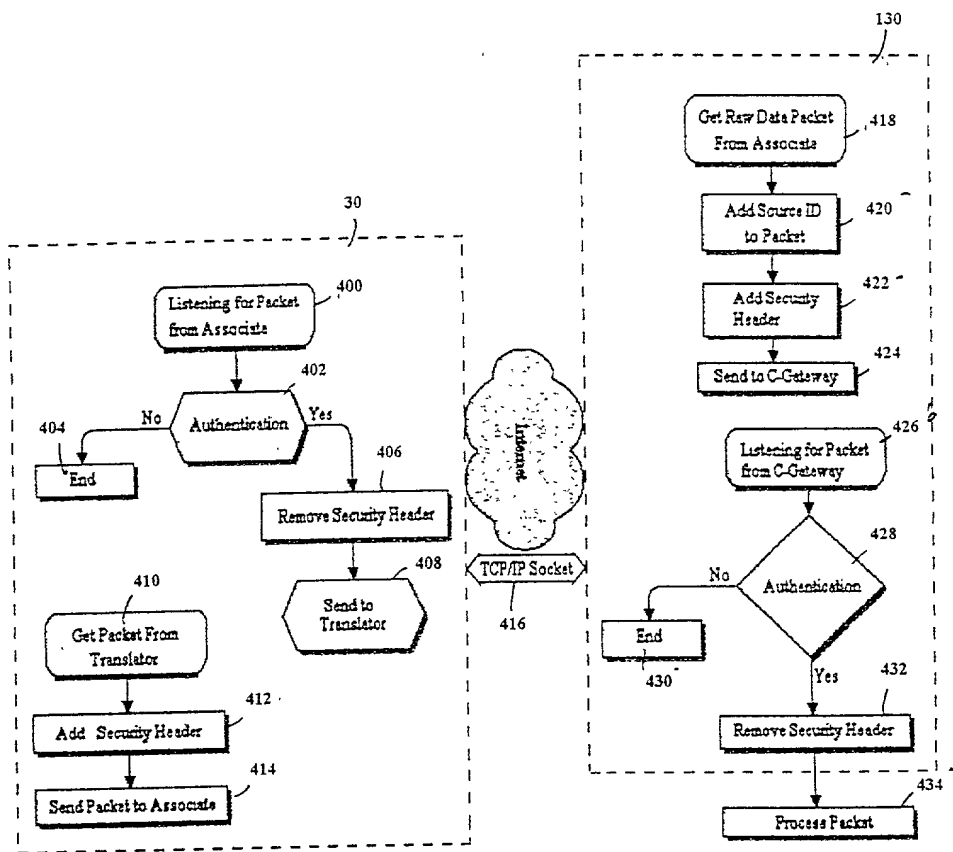 130
Get Raw Data Packet
From Associate
418
Add Source ID
to Packet
420
Add Security
Header
422
Send to C-Gateway
424
Listening for Packet
from C-Gateway
426
Authentication
428
No
End
430
Yes
Remove Security Header
432
Process Packet
434
30
Listening for Packet
from Associate
400
Authentication
402
No
404
End
Yes
406
Remove Security Header
408
Send to
Translator
410
Get Packet From
Translator
Add Security Header
412
Send Packet to Associate
414
Internet
TCP/IP Socket
416